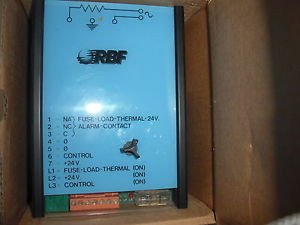 RBF
1 = NA } FUSE-LOAD-THERMAL-24V.
2 = NC } ALARM-CONTACT
3 = C }
4 = 0
5 = 0
6 = CONTROL
7 = +24V
L1= FUSE-LOAD-THERMAL (ON)
L2= +24V. (ON)
L3= CONTROL (ON)